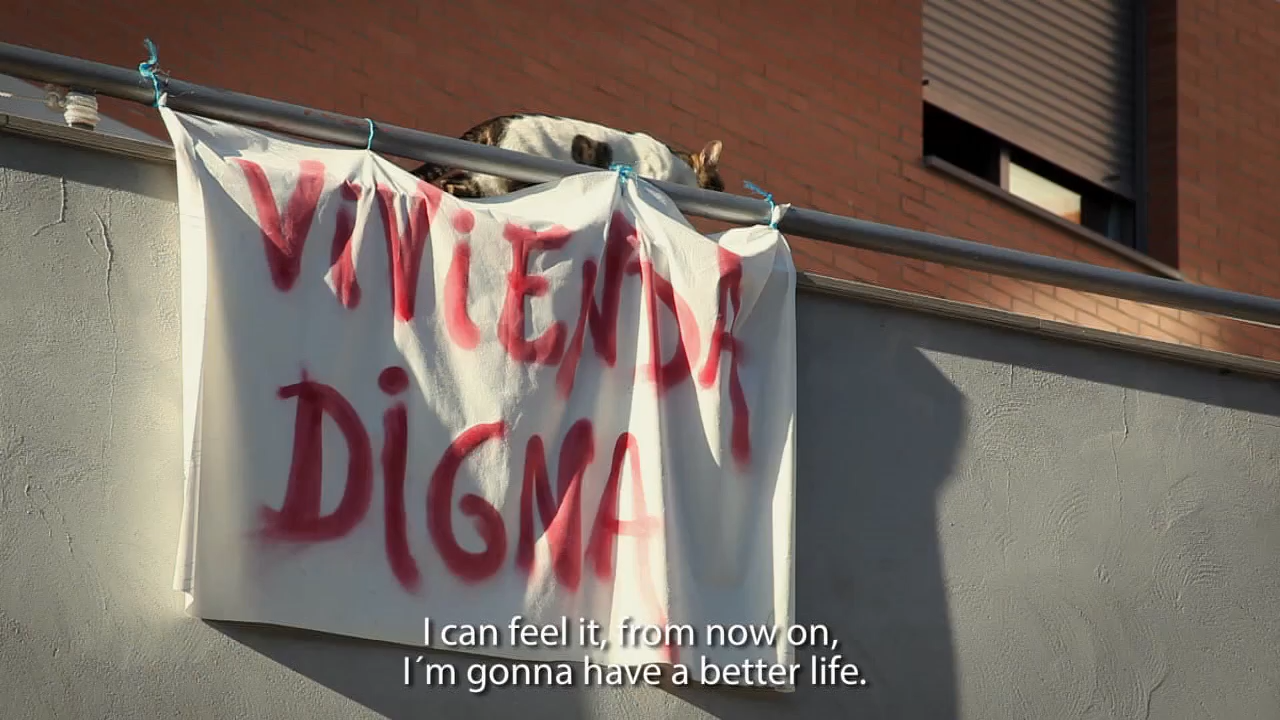 ViViENDA
DiGNA
I can feel it, from now on,
I´m gonna have a better life.